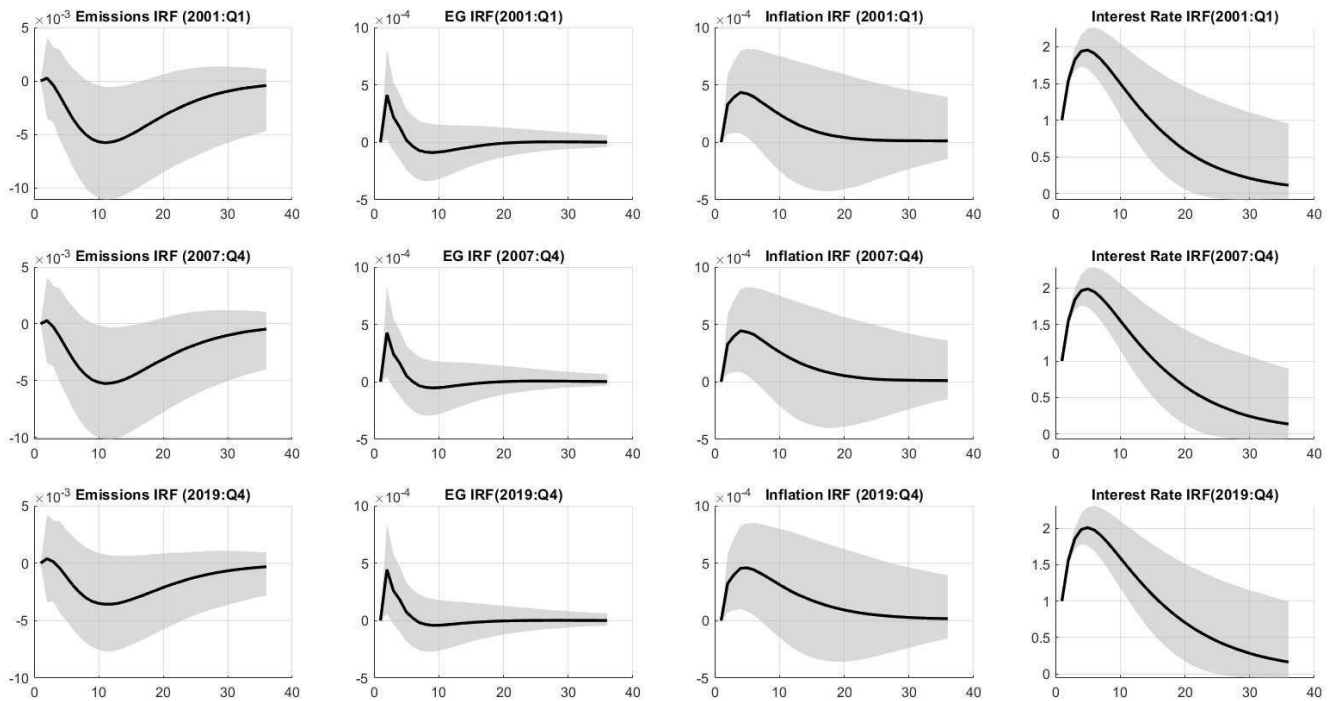 ×10⁻³ Emissions IRF (2001:Q1)
5
0
-5
-10
0 10 20 30 40
×10⁻⁴ EG IRF(2001:Q1)
10
5
0
-5
0 10 20 30 40
×10⁻⁴ Inflation IRF (2001:Q1)
10
5
0
-5
0 10 20 30 40
Interest Rate IRF(2001:Q1)
2
1.5
1
0.5
0
0 10 20 30 40
×10⁻³ Emissions IRF (2007:Q4)
5
0
-5
-10
0 10 20 30 40
×10⁻⁴ EG IRF (2007:Q4)
10
5
0
-5
0 10 20 30 40
×10⁻⁴ Inflation IRF (2007:Q4)
10
5
0
-5
0 10 20 30 40
Interest Rate IRF(2007:Q4)
2
1.5
1
0.5
0
0 10 20 30 40
×10⁻³ Emissions IRF (2019:Q4)
5
0
-5
-10
0 10 20 30 40
×10⁻⁴ EG IRF(2019:Q4)
10
5
0
-5
0 10 20 30 40
×10⁻⁴ Inflation IRF (2019:Q4)
10
5
0
-5
0 10 20 30 40
Interest Rate IRF(2019:Q4)
2
1.5
1
0.5
0
0 10 20 30 40